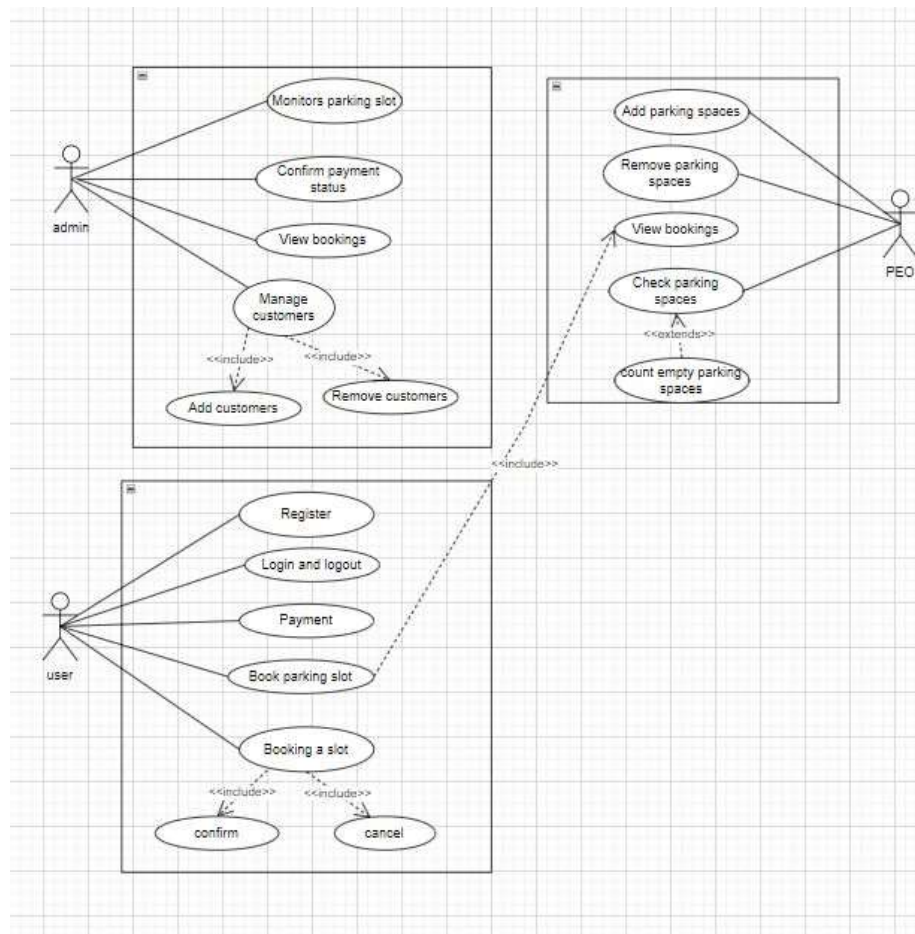 Monitors parking slot
Confirm payment
status
admin
View bookings
Manage
customers
<<include>>
<<include>>
Add customers
Remove customers
Add parking spaces
Remove parking
spaces
View bookings
PEO
Check parking
spaces
<<extends>>
count empty parking
spaces
<<include>>
Register
Login and logout
Payment
user
Book parking slot
Booking a slot
<<include>>
<<include>>
confirm
cancel